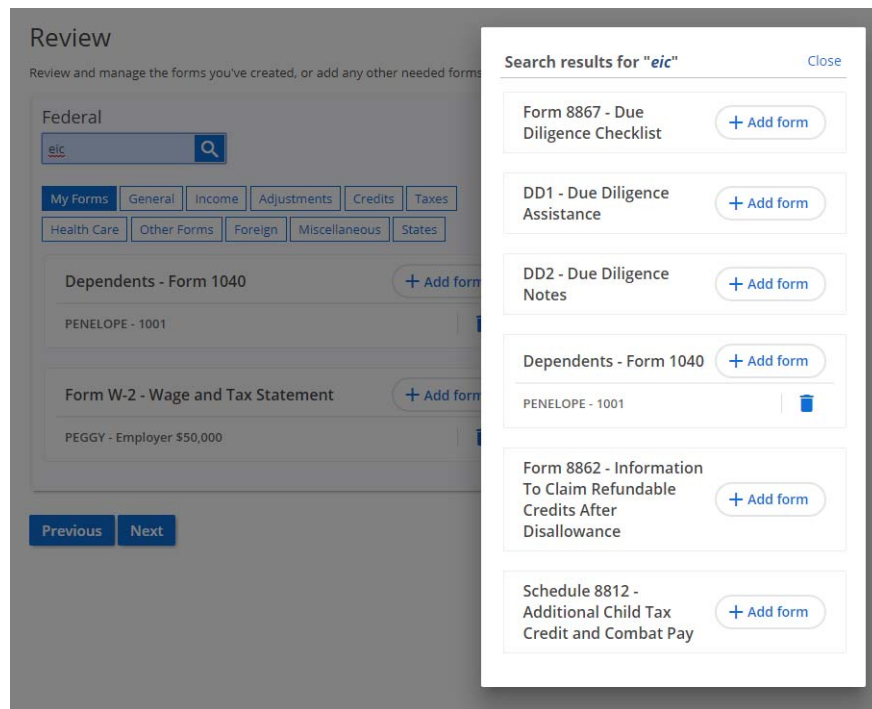 Review
Review and manage the forms you've created, or add any other needed forms
Federal
eic
My Forms
General
Income
Adjustments
Credits
Taxes
Health Care
Other Forms
Foreign
Miscellaneous
States
Dependents - Form 1040
+ Add form
PENELOPE - 1001
Form W-2 - Wage and Tax Statement
+ Add form
PEGGY - Employer $50,000
Previous
Next
Search results for "eic"
Close
Form 8867 - Due
Diligence Checklist
+ Add form
DD1 - Due Diligence
Assistance
+ Add form
DD2 - Due Diligence
Notes
+ Add form
Dependents - Form 1040
+ Add form
PENELOPE - 1001
Form 8862 - Information
To Claim Refundable
Credits After
Disallowance
+ Add form
Schedule 8812 -
Additional Child Tax
Credit and Combat Pay
+ Add form